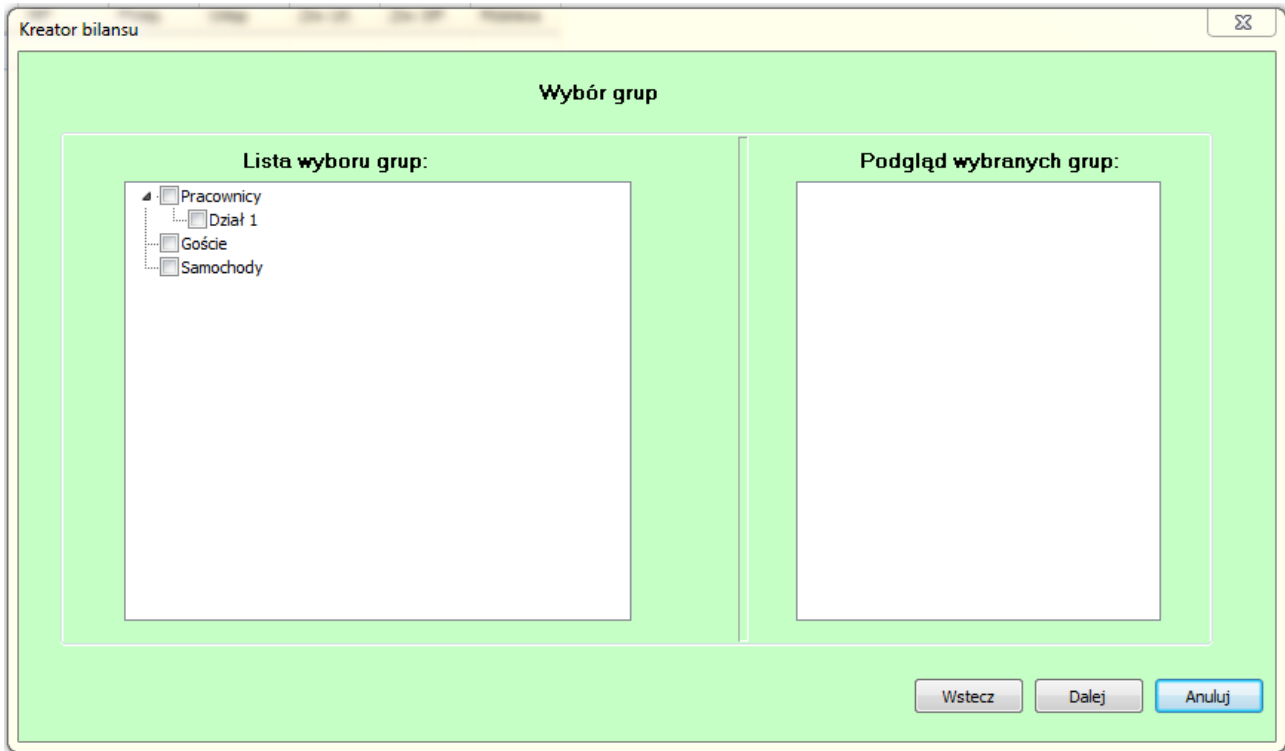 Kreator bilansu
Wybór grup
Lista wyboru grup:
Podgląd wybranych grup:
Pracownicy
Dział 1
Goście
Samochody
Wstecz
Dalej
Anuluj